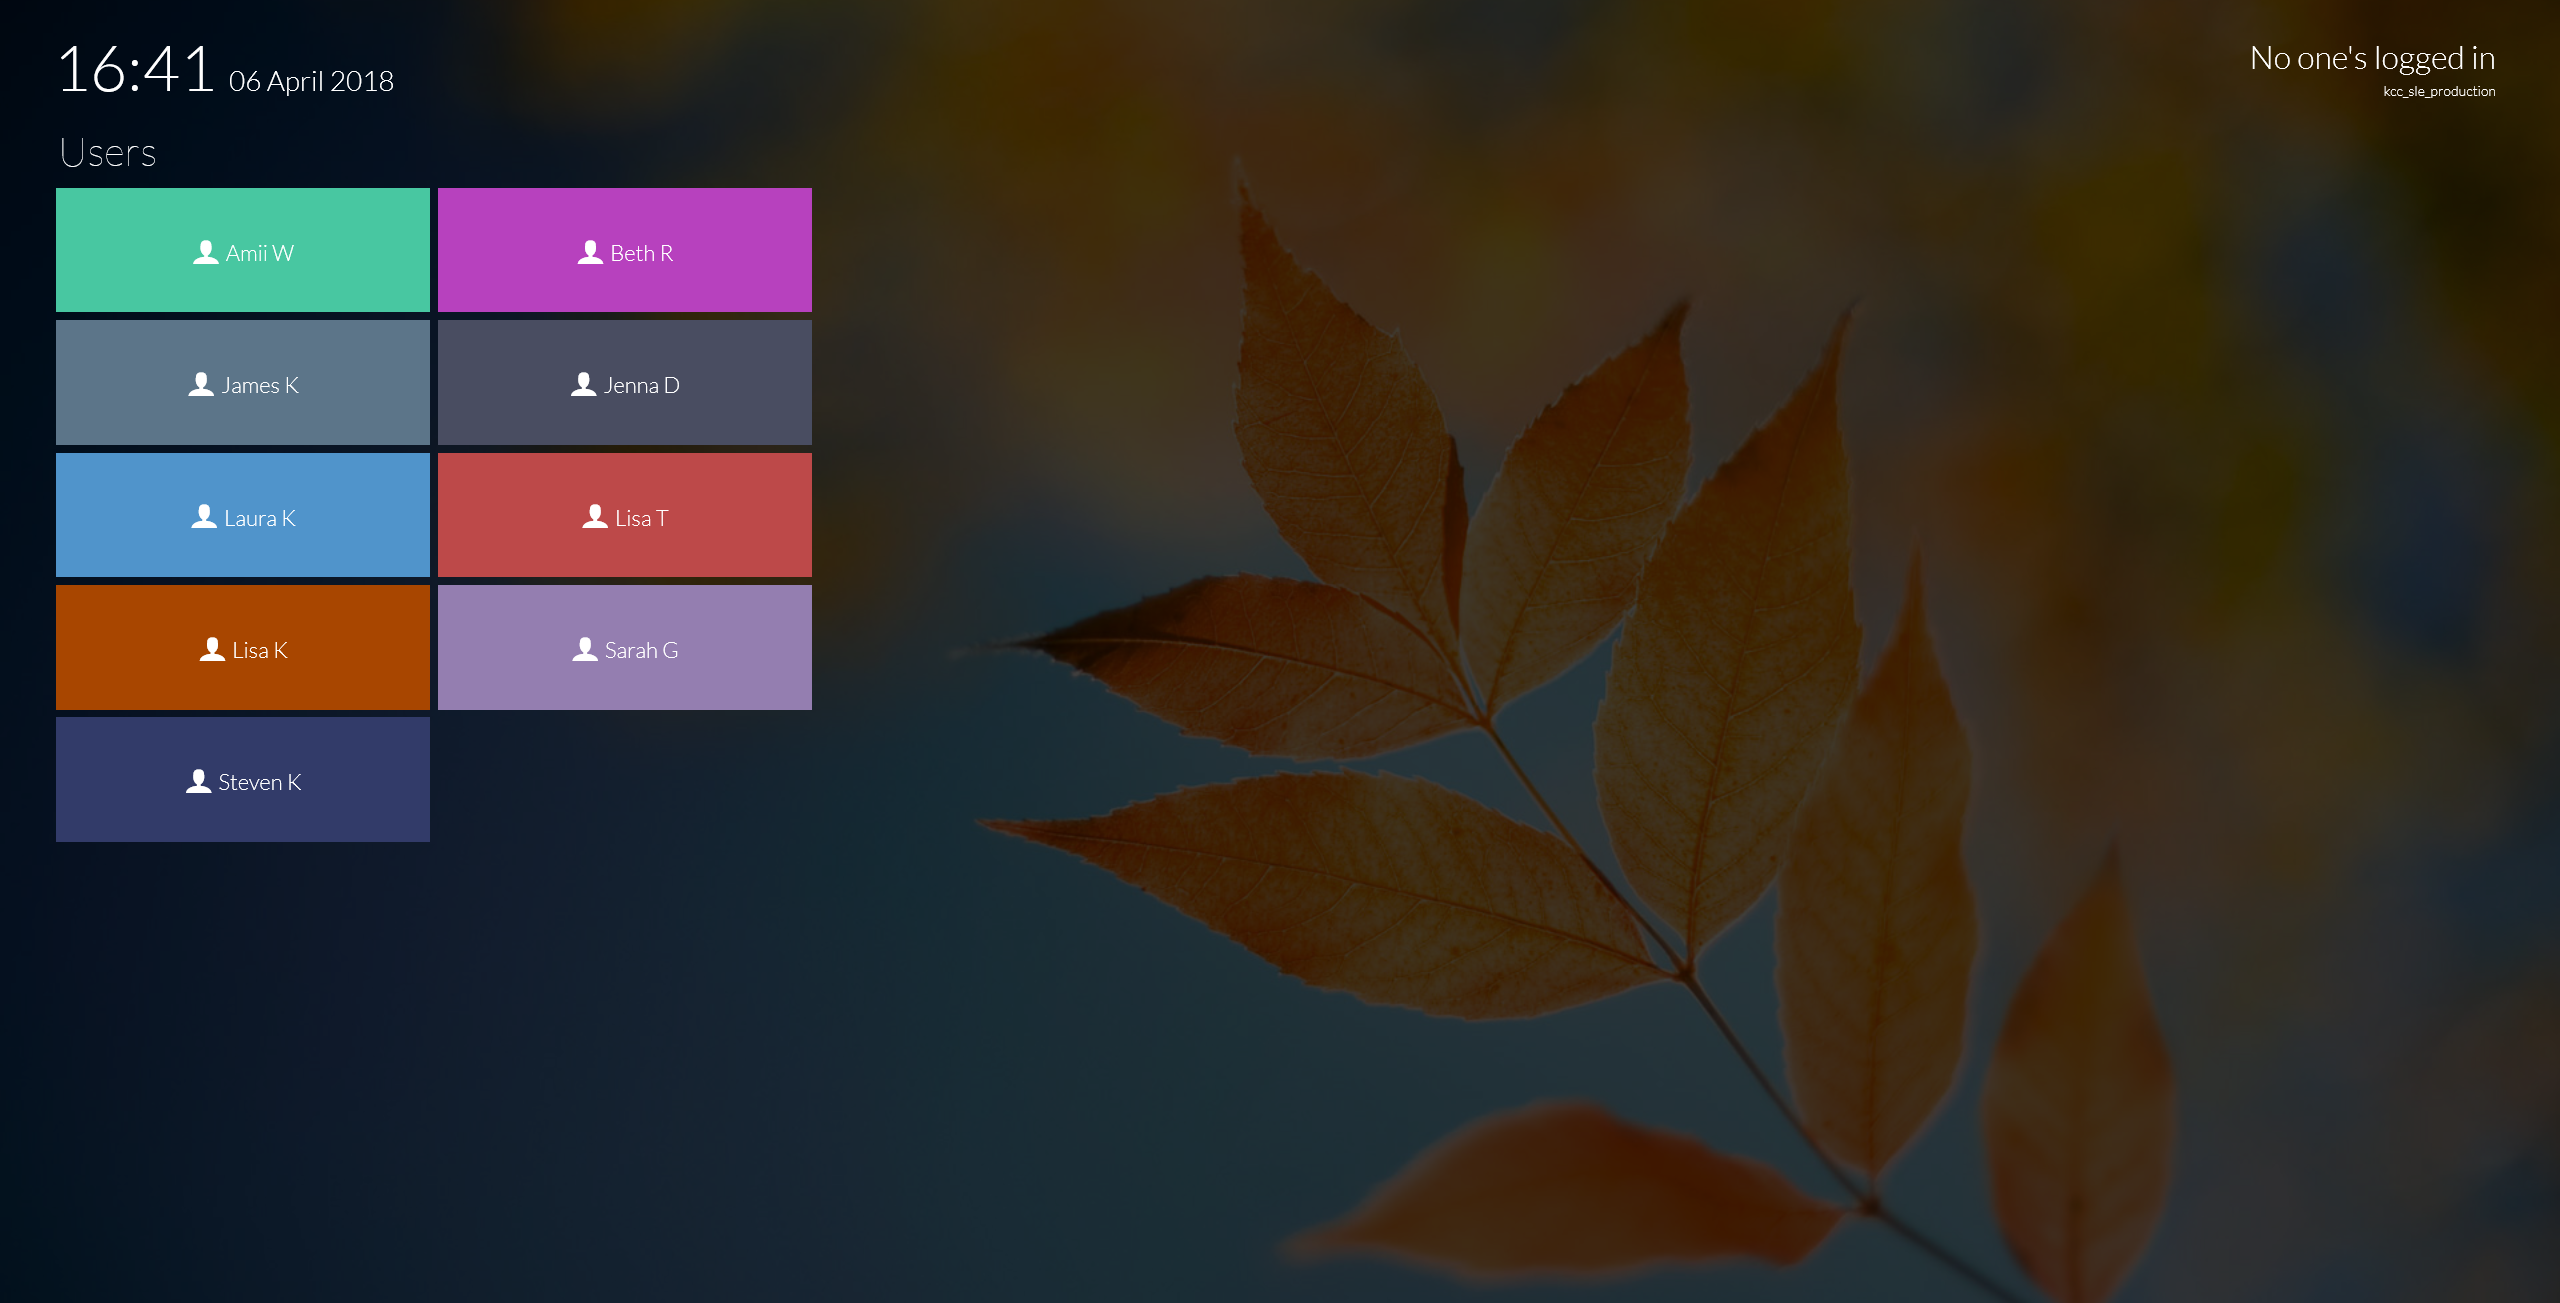 16:41 06 April 2018
No one's logged in
kcc_sle_production
Users
Amii W
Beth R
James K
Jenna D
Laura K
Lisa T
Lisa K
Sarah G
Steven K